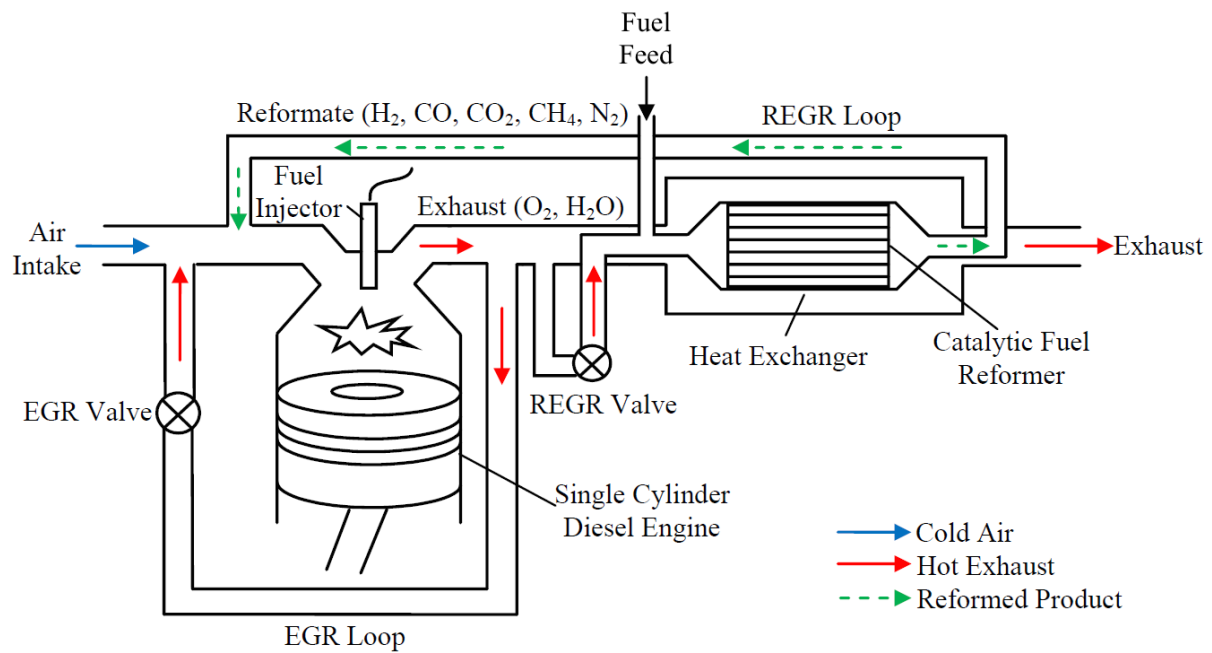 Fuel
Feed
Reformate (H₂, CO, CO₂, CH₄, N₂)
REGR Loop
Fuel
Injector
Exhaust (O₂, H₂O)
Air
Intake
Exhaust
Heat Exchanger
Catalytic Fuel
Reformer
EGR Valve
REGR Valve
Single Cylinder
Diesel Engine
Cold Air
Hot Exhaust
Reformed Product
EGR Loop